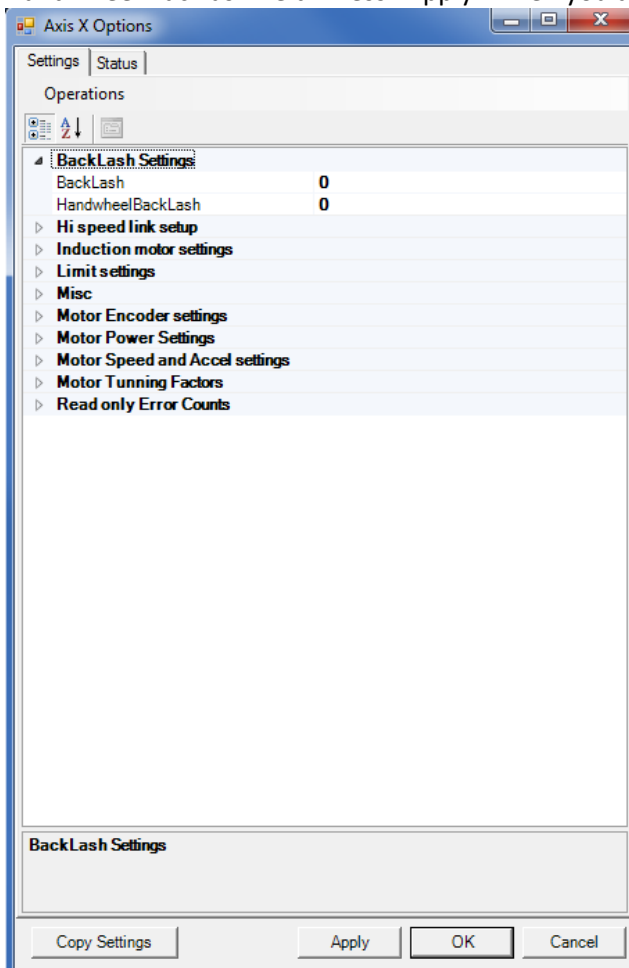 Axis X Options
Settings Status
Operations
BackLash Settings
BackLash 0
HandwheelBackLash 0
Hi speed link setup
Induction motor settings
Limit settings
Misc
Motor Encoder settings
Motor Power Settings
Motor Speed and Accel settings
Motor Tunning Factors
Read only Error Counts
BackLash Settings
Copy Settings Apply OK Cancel